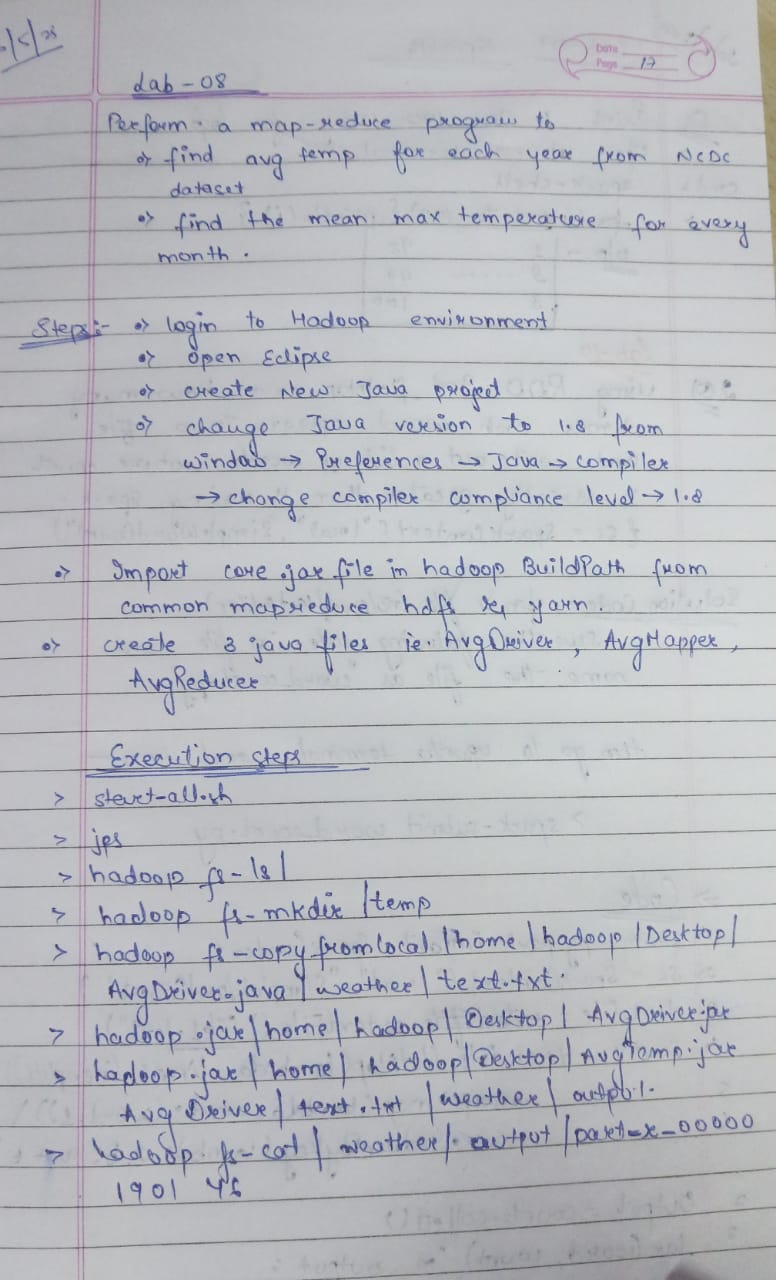 Date
Page 17
Lab - 08
Perform a map-reduce program to
=> find avg temp for each year from NCDC
dataset
=> find the mean max temperature for every
month.
Steps :- => login to Hadoop environment
=> open Eclipse
=> create New Java project
=> change Java version to 1.8 from
window → Preferences → Java → compiler
→ change compiler compliance level → 1.8
=> Import core .jar file in hadoop BuildPath from
common mapreduce hdfs & yarn.
=> create 3 java files ie. AvgDriver, AvgMapper,
AvgReducer
Execution steps
> start-all.sh
> jps
> hadoop fs -ls /
> hadoop fs -mkdir /temp
> hadoop fs -copyfromlocal /home/hadoop/Desktop/
AvgDriver.java/weather/text.txt.
> hadoop .jar/home/hadoop/Desktop/ AvgDriver.jar
> hadoop.jar/home/hadoop/Desktop/AvgTemp.jar
Avg Driver/text.txt /weather/
> hadoop fs -cat /weather/ output /part-r-00000
1901 46